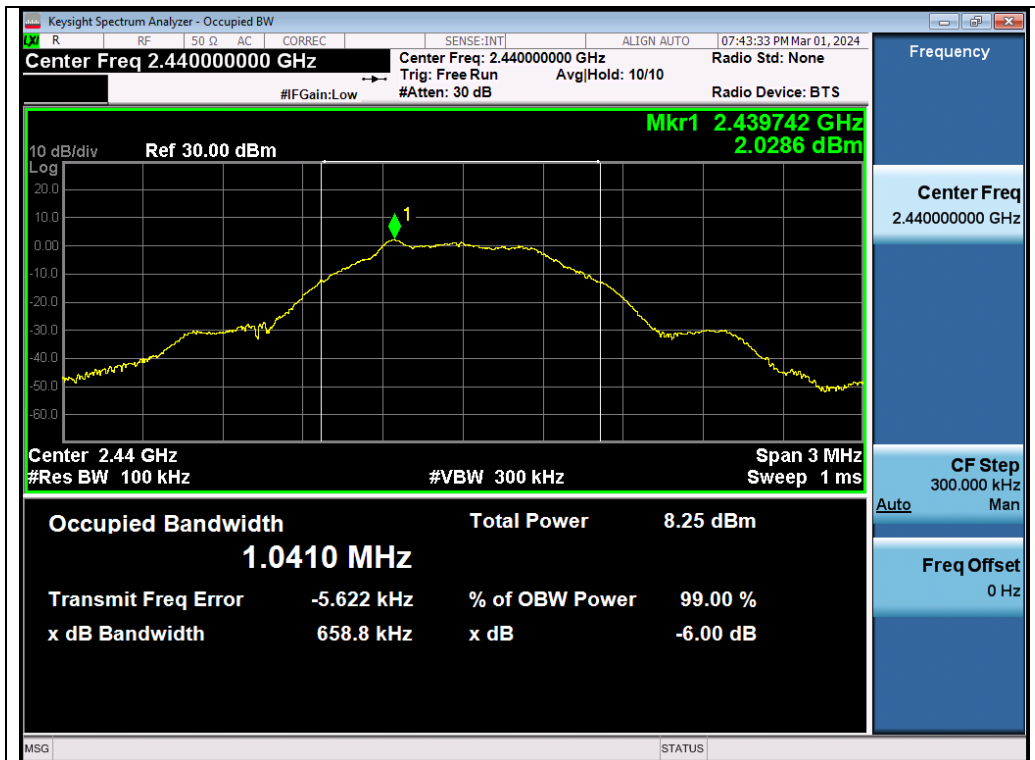 Keysight Spectrum Analyzer - Occupied BW
LXI R RF 50 Ω AC CORREC SENSE:INT ALIGN AUTO 07:43:33 PM Mar 01, 2024
Center Freq 2.440000000 GHz
Center Freq: 2.440000000 GHz Radio Std: None
Trig: Free Run Avg|Hold: 10/10
#IFGain:Low #Atten: 30 dB Radio Device: BTS
Mkr1 2.439742 GHz
2.0286 dBm
10 dB/div Ref 30.00 dBm
Log
20.0
10.0
1
0.00
-10.0
-20.0
-30.0
-40.0
-50.0
-60.0
Center 2.44 GHz Span 3 MHz
#Res BW 100 kHz #VBW 300 kHz Sweep 1 ms
Occupied Bandwidth Total Power 8.25 dBm
1.0410 MHz
Transmit Freq Error -5.622 kHz % of OBW Power 99.00 %
x dB Bandwidth 658.8 kHz x dB -6.00 dB
Frequency
Center Freq
2.440000000 GHz
CF Step
300.000 kHz
Auto Man
Freq Offset
0 Hz
MSG STATUS